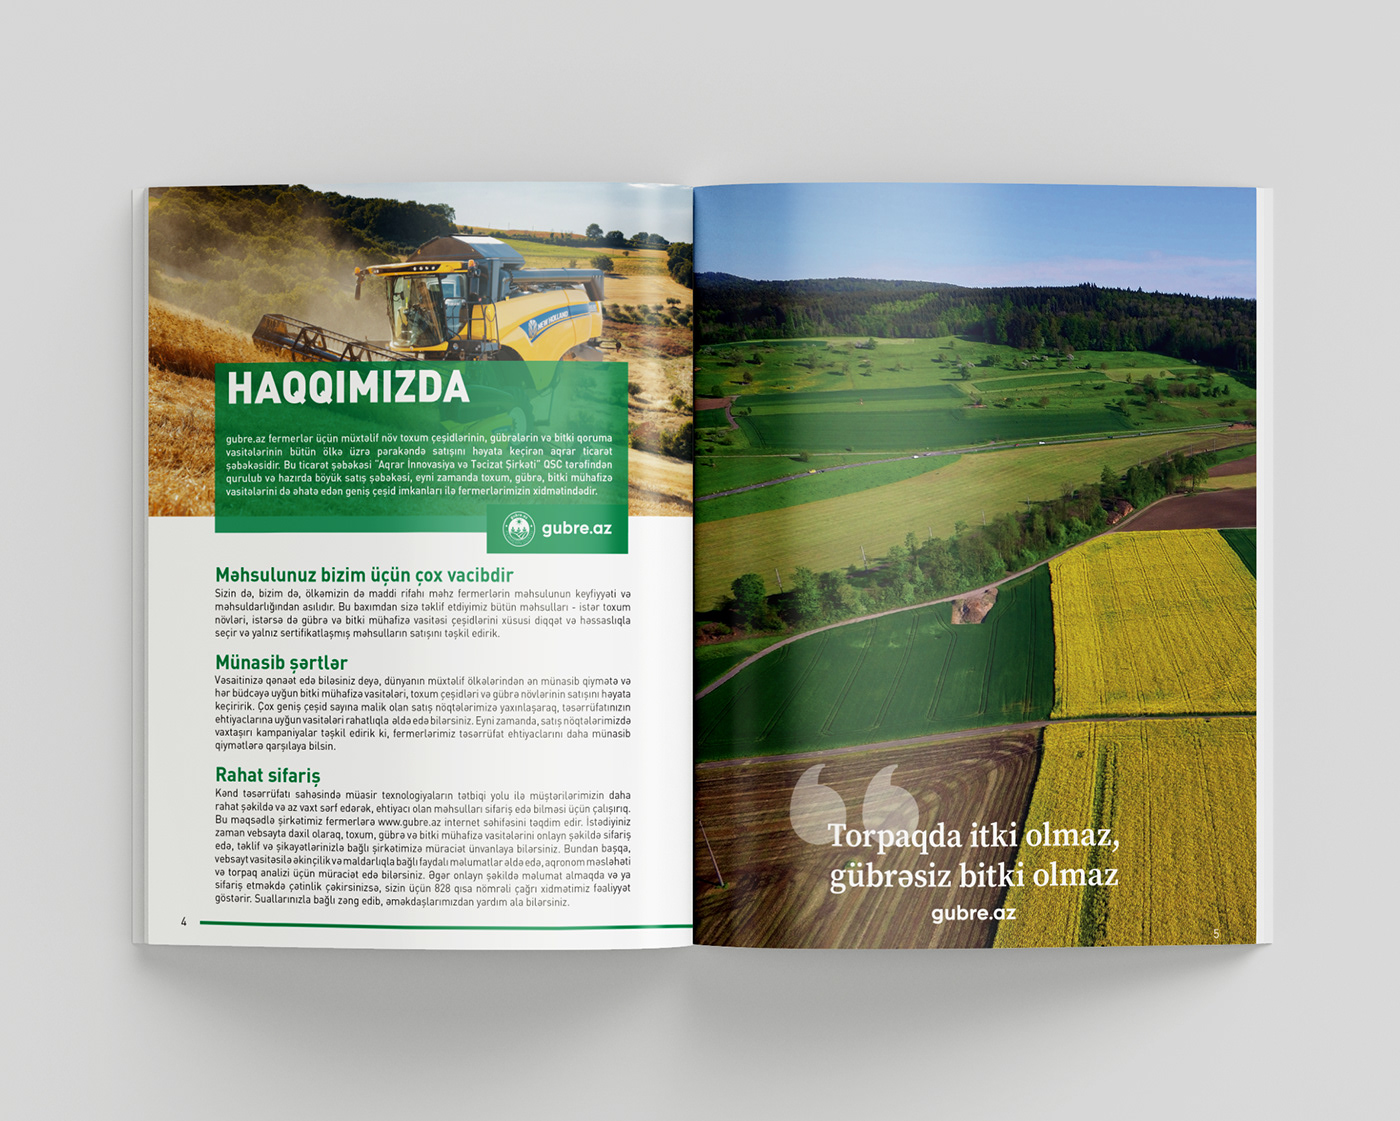 NEW HOLLAND
HAQQIMIZDA
gubre.az fermerlər üçün müxtəlif növ toxum çeşidlərinin, gübrələrin və bitki qoruma
vasitələrinin bütün ölkə üzrə pərakəndə satışını həyata keçirən aqrar ticarət
şəbəkəsidir. Bu ticarət şəbəkəsi "Aqrar İnnovasiya və Təcizat Şirkəti" QSC tərəfindən
qurulub və hazırda böyük satış şəbəkəsi, eyni zamanda toxum, gübrə, bitki mühafizə
vasitələrini də əhatə edən geniş çeşid imkanları ilə fermerlərimizin xidmətindədir.
gubre.az
Məhsulunuz bizim üçün çox vacibdir
Sizin də, bizim də, ölkəmizin də maddi rifahı məhz fermerlərin məhsulunun keyfiyyəti və
məhsuldarlığından asılıdır. Bu baxımdan sizə təklif etdiyimiz bütün məhsulları - istər toxum
növləri, istərsə də gübrə və bitki mühafizə vasitəsi çeşidlərini xüsusi diqqət və həssaslıqla
seçir və yalnız sertifikatlaşmış məhsulların satışını təşkil edirik.
Münasib şərtlər
Vəsaitinizə qənaət edə biləsiniz deyə, dünyanın müxtəlif ölkələrindən ən münasib qiymətə və
hər büdcəyə uyğun bitki mühafizə vasitələri, toxum çeşidləri və gübrə növlərinin satışını həyata
keçiririk. Çox geniş çeşid sayına malik olan satış nöqtələrimizə yaxınlaşaraq, təsərrüfatınızın
ehtiyaclarına uyğun vasitələri rahatlıqla əldə edə bilərsiniz. Eyni zamanda, satış nöqtələrimizdə
vaxtaşırı kampaniyalar təşkil edirik ki, fermerlərimiz təsərrüfat ehtiyaclarını daha münasib
qiymətlərə qarşılaya bilsin.
Rahat sifariş
Kənd təsərrüfatı sahəsində müasir texnologiyaların tətbiqi yolu ilə müştərilərimizin daha
rahat şəkildə və az vaxt sərf edərək, ehtiyacı olan məhsulları sifariş edə bilməsi üçün çalışırıq.
Bu məqsədlə şirkətimiz fermerlərə www.gubre.az internet səhifəsini təqdim edir. İstədiyiniz
zaman vebsayta daxil olaraq, toxum, gübrə və bitki mühafizə vasitələrini onlayn şəkildə sifariş
edə, təklif və şikayətlərinizlə bağlı şirkətimizə müraciət ünvanlaya bilərsiniz. Bundan başqa,
vebsayt vasitəsilə əkinçilik və maldarlıqla bağlı faydalı məlumatlar əldə edə, aqronom məsləhəti
və torpaq analizi üçün müraciət edə bilərsiniz. Əgər onlayn şəkildə məlumat almaqda və ya
sifariş etməkdə çətinlik çəkirsinizsə, sizin üçün 828 qısa nömrəli çağrı xidmətimiz fəaliyyət
göstərir. Suallarınızla bağlı zəng edib, əməkdaşlarımızdan yardım ala bilərsiniz.
4
“
Torpaqda itki olmaz,
gübrəsiz bitki olmaz
gubre.az
5